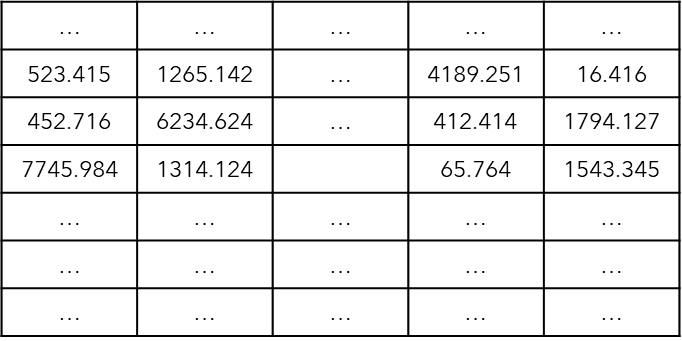 … … … … …
523.415 1265.142 … 4189.251 16.416
452.716 6234.624 … 412.414 1794.127
7745.984 1314.124 65.764 1543.345
… … … … …
… … … … …
… … … … …